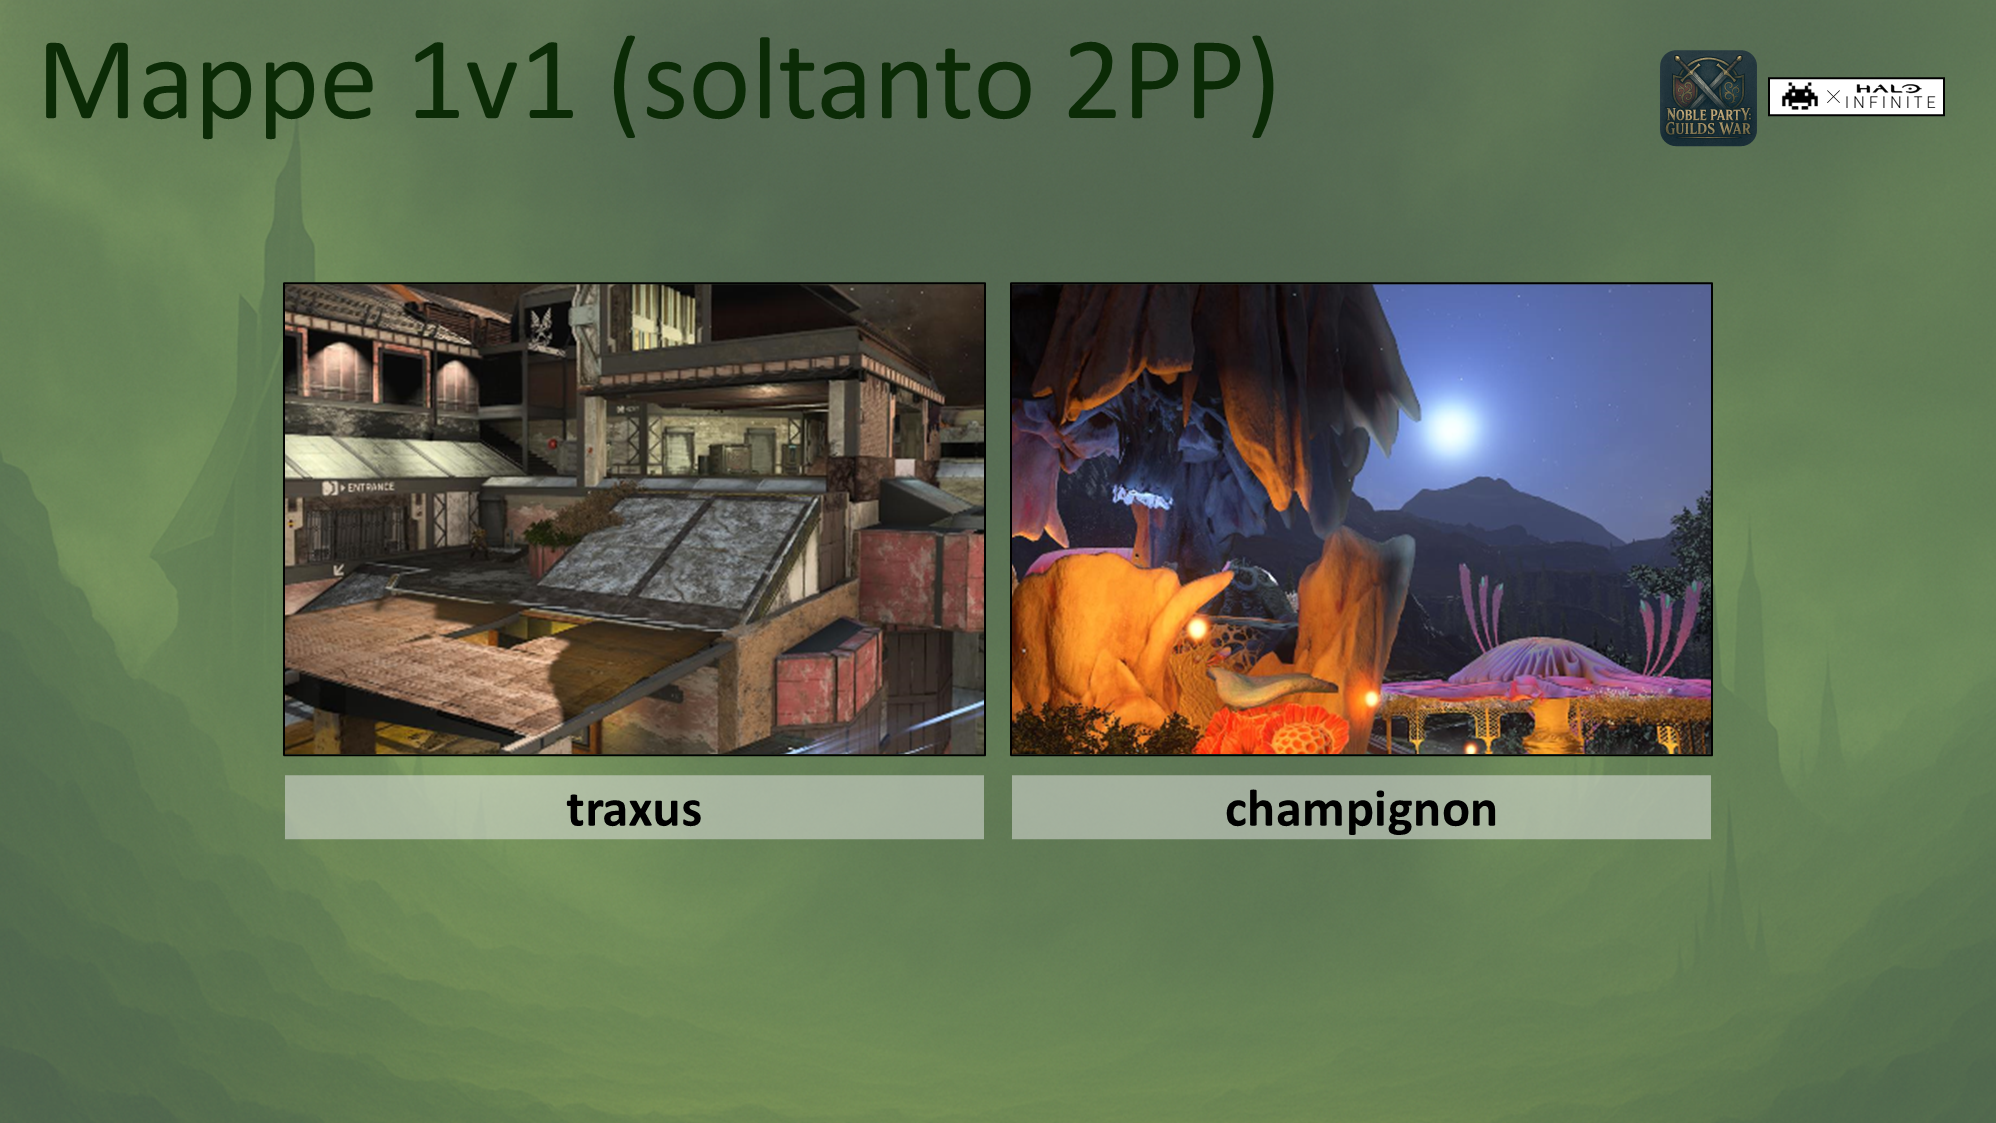 Mappe 1v1 (soltanto 2PP)
NOBLE PARTY:
GUILDS WAR
HALO
INFINITE
ENTRANCE
traxus
champignon